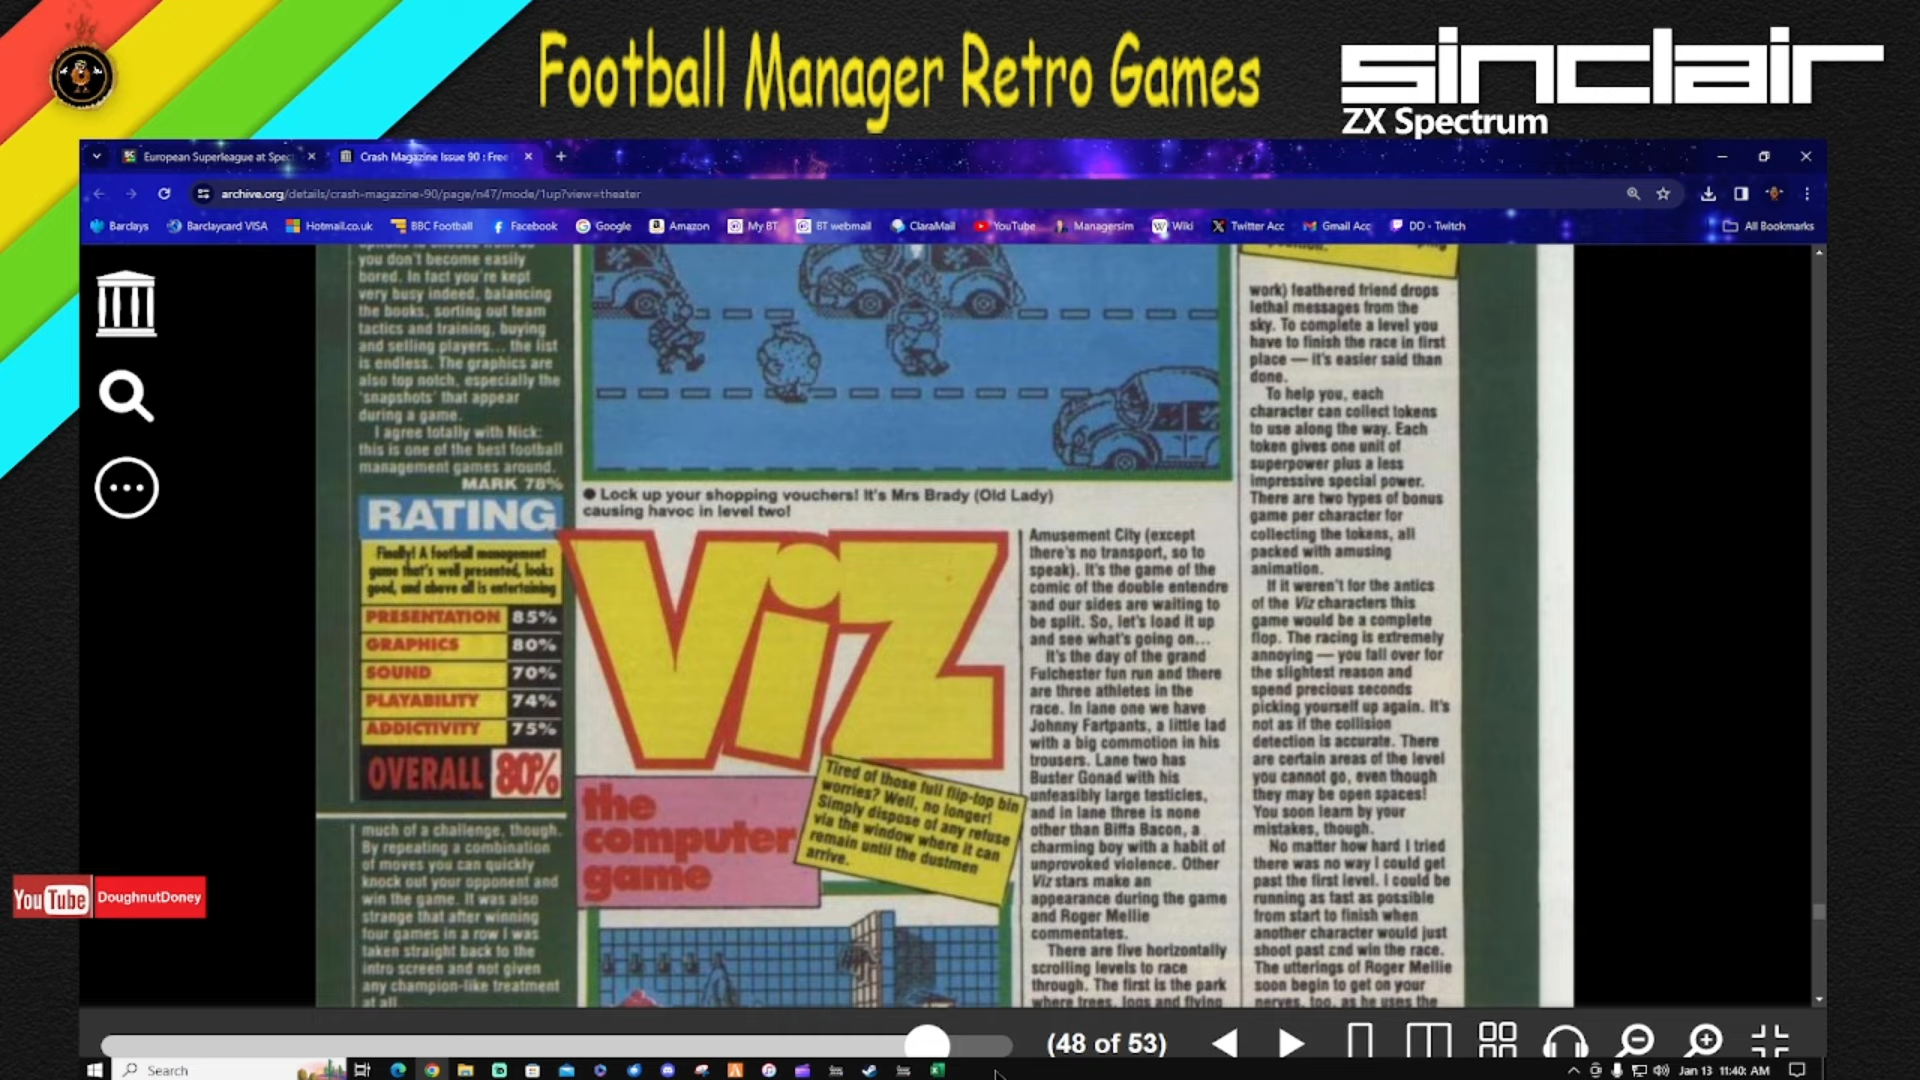 Football Manager Retro Games
sinclair
ZX Spectrum
European Superleague at Spec
Crash Magazine Issue 90 : Free
archive.org/details/crash-magazine-90/page/n47/mode/1up?view=theater
Barclays
Barclaycard VISA
Hotmail.co.uk
BBC Football
Facebook
Google
Amazon
My BT
BT webmail
ClaraMail
YouTube
Managersim
Wiki
Twitter Acc
Gmail Acc
DD - Twitch
All Bookmarks
you don't become easily
bored. In fact you're kept
very busy indeed, balancing
the books, sorting out team
tactics and training, buying
and selling players... the list
is endless. The graphics are
also top notch, especially the
'snapshots' that appear
during a game.
I agree totally with Nick:
this is one of the best football
management games around.
MARK 78%
RATING
Finally! A football management
game that's well presented, looks
good, and above all is entertaining
PRESENTATION 85%
GRAPHICS 80%
SOUND 70%
PLAYABILITY 74%
ADDICTIVITY 75%
OVERALL 80%
much of a challenge, though.
By repeating a combination
of moves you can quickly
knock out your opponent and
win the game. It was also
strange that after winning
four games in a row I was
taken straight back to the
intro screen and not given
any champion-like treatment
at all.
● Lock up your shopping vouchers! It's Mrs Brady (Old Lady)
causing havoc in level two!
Viz
the
computer
game
Tired of those full flip-top bin
worries? Well, no longer!
Simply dispose of any refuse
via the window where it can
remain until the dustmen
arrive.
Amusement City (except
there's no transport, so to
speak). It's the game of the
comic of the double entendre
and our sides are waiting to
be split. So, let's load it up
and see what's going on...
It's the day of the grand
Fulchester fun run and there
are three athletes in the
race. In lane one we have
Johnny Fartpants, a little lad
with a big commotion in his
trousers. Lane two has
Buster Gonad with his
unfeasibly large testicles,
and in lane three is none
other than Biffa Bacon, a
charming boy with a habit of
unprovoked violence. Other
Viz stars make an
appearance during the game
and Roger Mellie
commentates.
There are five horizontally
scrolling levels to race
through. The first is the park
where trees, logs and flying
work) feathered friend drops
lethal messages from the
sky. To complete a level you
have to finish the race in first
place — it's easier said than
done.
To help you, each
character can collect tokens
to use along the way. Each
token gives one unit of
superpower plus a less
impressive special power.
There are two types of bonus
game per character for
collecting the tokens, all
packed with amusing
animation.
If it weren't for the antics
of the Viz characters this
game would be a complete
flop. The racing is extremely
annoying — you fall over for
the slightest reason and
spend precious seconds
picking yourself up again. It's
not as if the collision
detection is accurate. There
are certain areas of the level
you cannot go, even though
they may be open spaces!
You soon learn by your
mistakes, though.
No matter how hard I tried
there was no way I could get
past the first level. I could be
running as fast as possible
from start to finish when
another character would just
shoot past and win the race.
The utterings of Roger Mellie
soon begin to get on your
nerves, too, as he uses the
YouTube DoughnutDoney
(48 of 53)
Search
Jan 13 11:40: AM